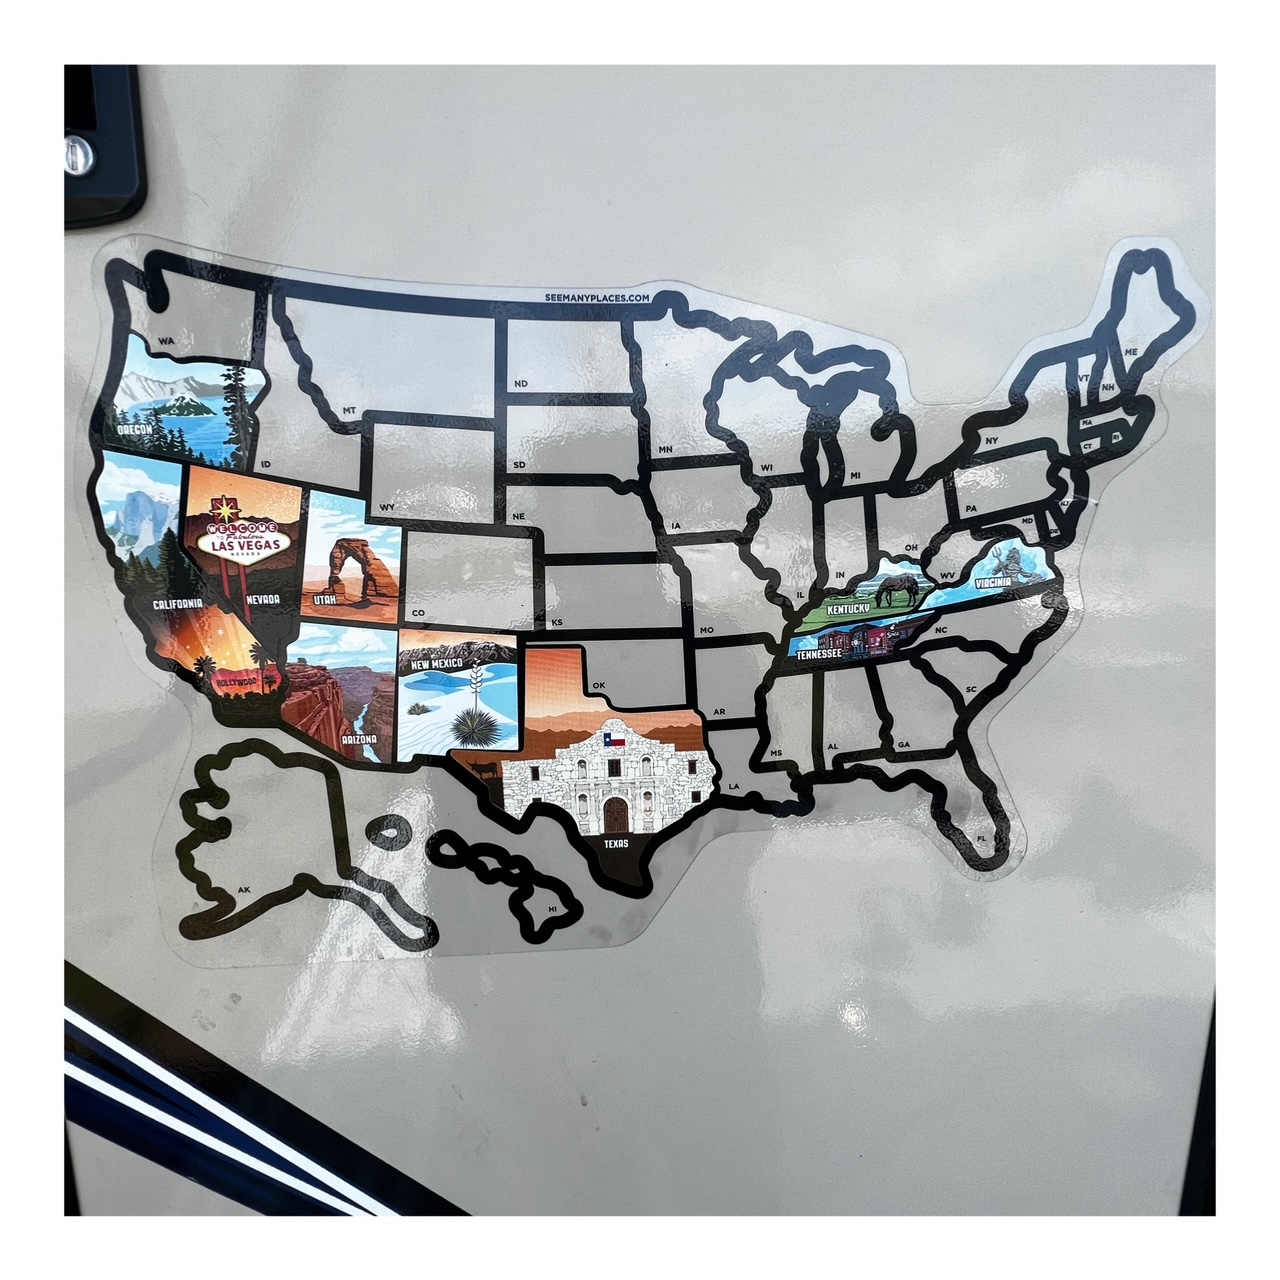 SEEMANYPLACES.COM
WA
OREGON
ID
MT
ND
SD
WY
NE
MN
WI
MI
IA
NY
VT
NH
ME
MA
CT
RI
PA
NJ
MD
DE
OH
WV
VIRGINIA
IN
IL
KENTUCKY
TENNESSEE
NC
SC
GA
AL
MS
FL
LA
AR
MO
KS
OK
CO
WELCOME
TO Fabulous
LAS VEGAS
NEVADA
NEVADA
CALIFORNIA
HOLLYWOOD
UTAH
ARIZONA
NEW MEXICO
TEXAS
AK
HI